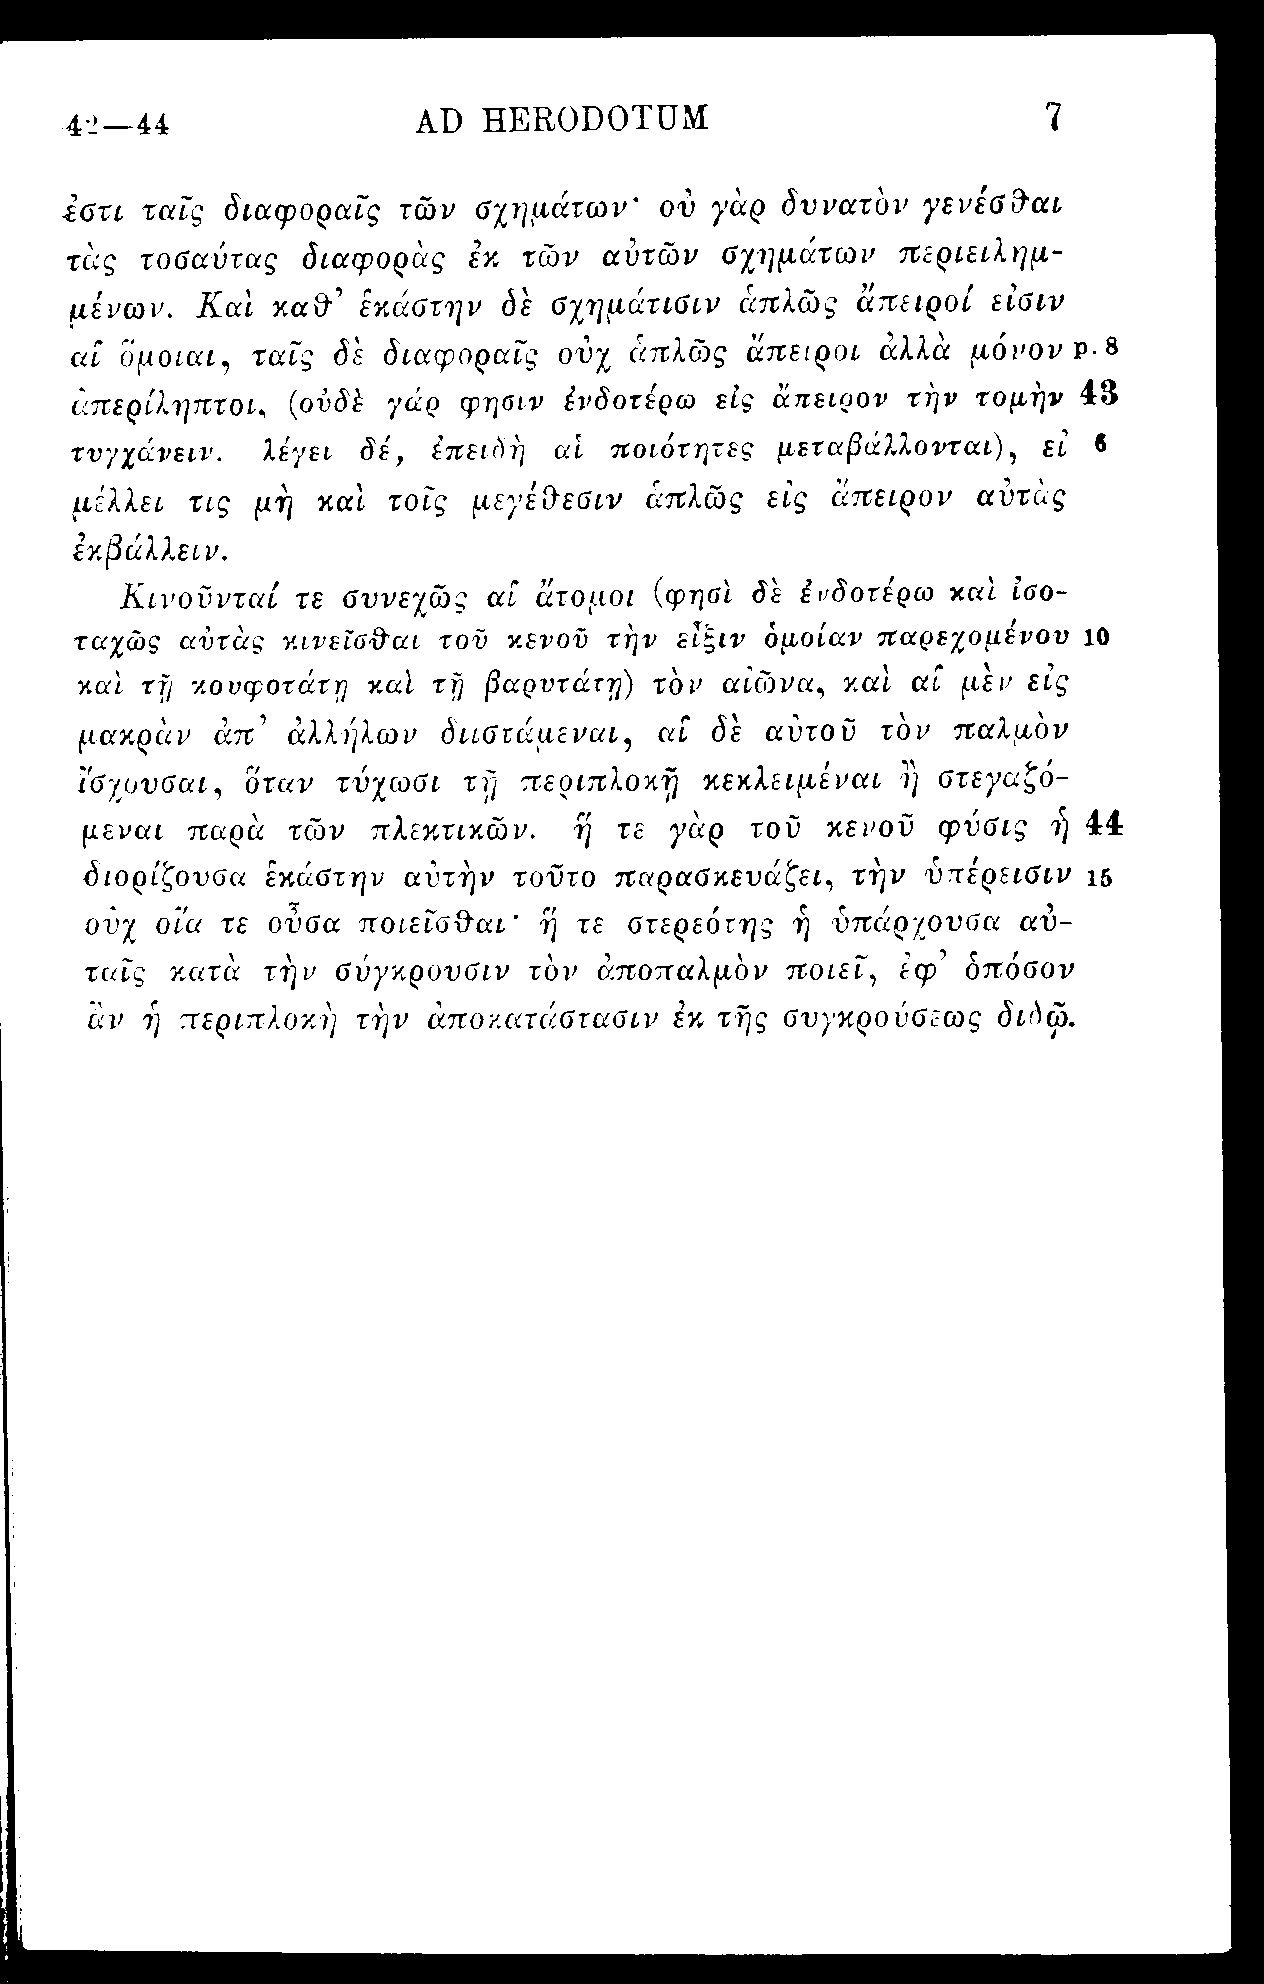 42—44 AD HERODOTUM 7
ἐστι ταῖς διαφοραῖς τῶν σχημάτων· οὐ γὰρ δυνατὸν γενέσθαι
τὰς τοσαύτας διαφορὰς ἐκ τῶν αὐτῶν σχημάτων περιειλημ-
μένων. Καὶ καθ' ἑκάστην δὲ σχημάτισιν ἁπλῶς ἄπειροί εἰσιν
αἱ ὅμοιαι, ταῖς δὲ διαφοραῖς οὐχ ἁπλῶς ἄπειροι ἀλλὰ μόνον p. 8
ἀπερίληπτοι, (οὐδὲ γάρ φησιν ἐνδοτέρω εἰς ἄπειρον τὴν τομὴν 43
τυγχάνειν. λέγει δέ, ἐπειδὴ αἱ ποιότητες μεταβάλλονται), εἰ 6
μέλλει τις μὴ καὶ τοῖς μεγέθεσιν ἁπλῶς εἰς ἄπειρον αὐτὰς
ἐκβάλλειν.
Κινοῦνταί τε συνεχῶς αἱ ἄτομοι (φησὶ δὲ ἐνδοτέρω καὶ ἰσο-
ταχῶς αὐτὰς κινεῖσθαι τοῦ κενοῦ τὴν εἶξιν ὁμοίαν παρεχομένου 10
καὶ τῇ κουφοτάτῃ καὶ τῇ βαρυτάτῃ) τὸν αἰῶνα, καὶ αἱ μὲν εἰς
μακρὰν ἀπ' ἀλλήλων διιστάμεναι, αἱ δὲ αὐτοῦ τὸν παλμὸν
ἴσχουσαι, ὅταν τύχωσι τῇ περιπλοκῇ κεκλειμέναι ἢ στεγαζό-
μεναι παρὰ τῶν πλεκτικῶν. ἥ τε γὰρ τοῦ κενοῦ φύσις ἡ 44
διορίζουσα ἑκάστην αὐτὴν τοῦτο παρασκευάζει, τὴν ὑπέρεισιν 15
οὐχ οἵα τε οὖσα ποιεῖσθαι· ἥ τε στερεότης ἡ ὑπάρχουσα αὐ-
ταῖς κατὰ τὴν σύγκρουσιν τὸν ἀποπαλμὸν ποιεῖ, ἐφ' ὁπόσον
ἂν ἡ περιπλοκὴ τὴν ἀποκατάστασιν ἐκ τῆς συγκρούσεως διδῷ.